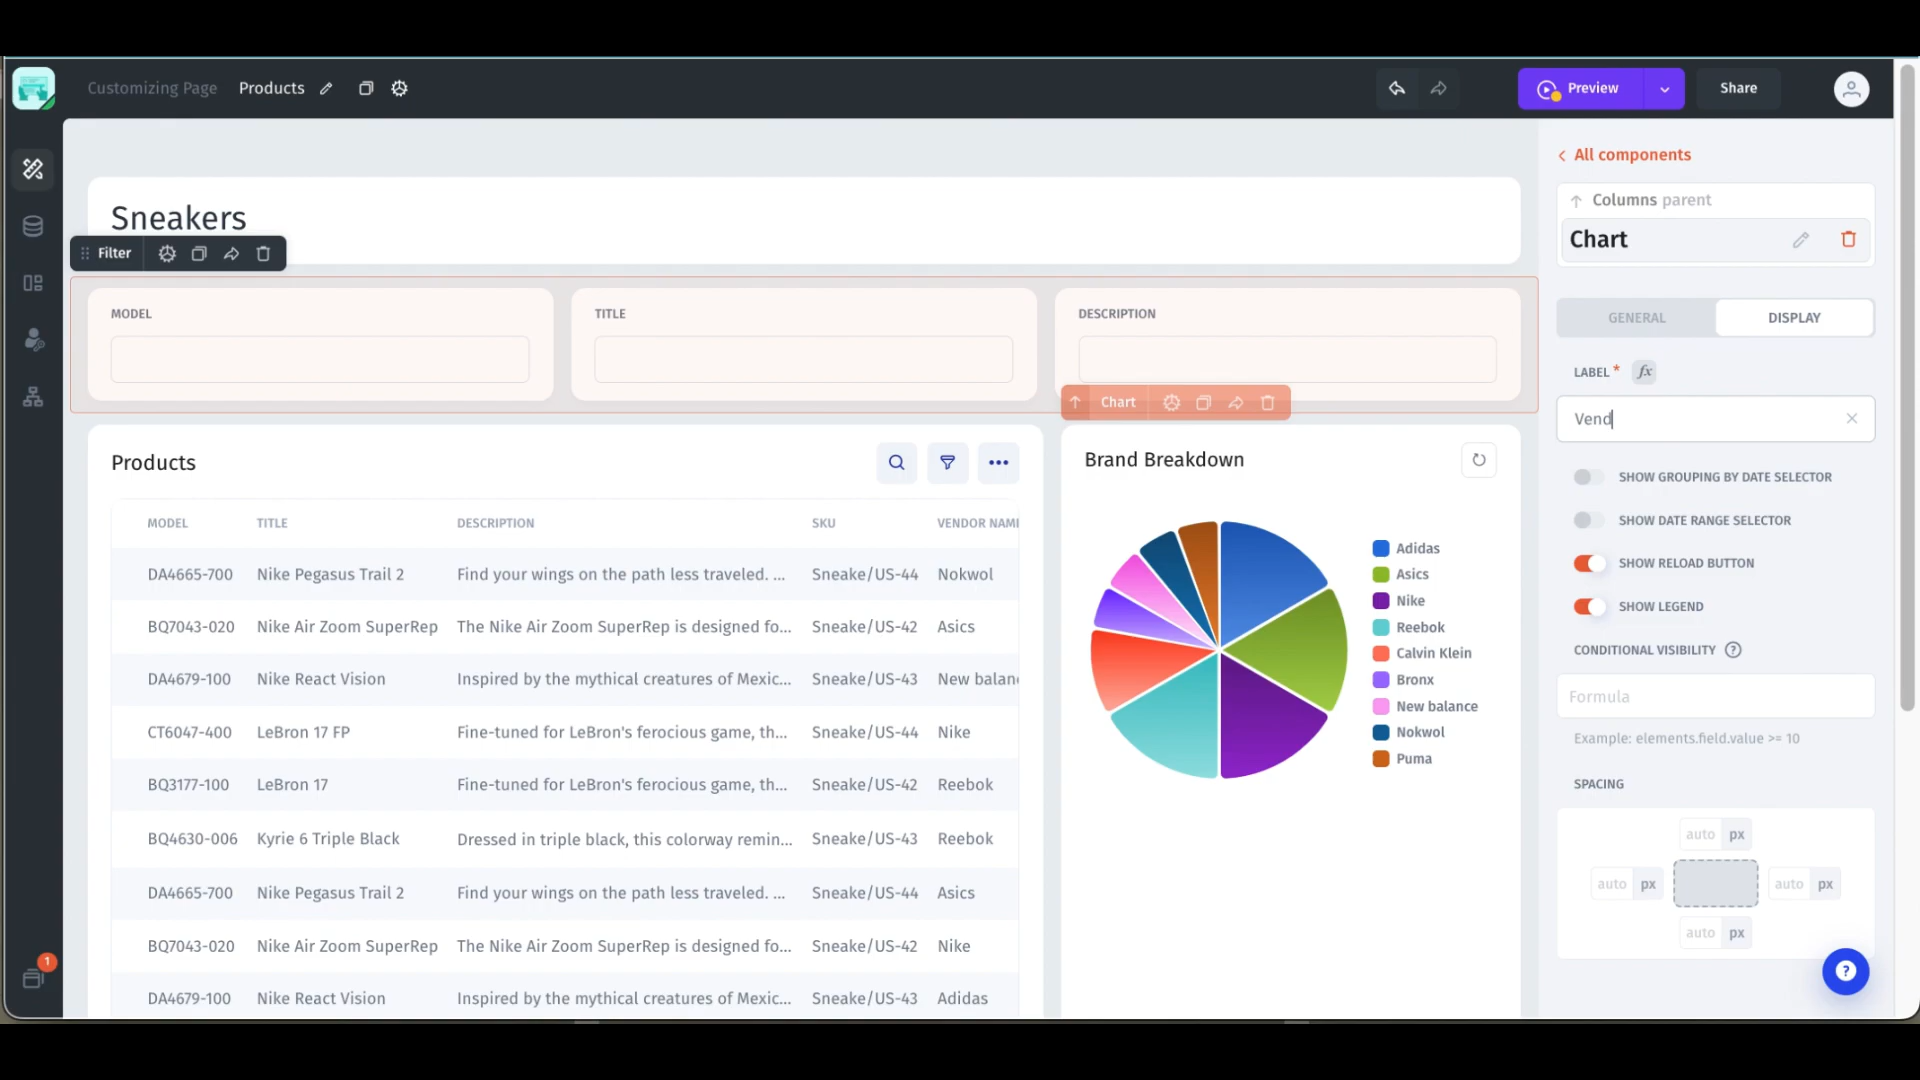 Customizing Page Products Preview Share
All components
Columns parent
Sneakers
Chart
Filter
MODEL TITLE DESCRIPTION
GENERAL DISPLAY
LABEL * fx
Chart
Vend
Products
Brand Breakdown
SHOW GROUPING BY DATE SELECTOR
MODEL TITLE DESCRIPTION SKU VENDOR NAM
SHOW DATE RANGE SELECTOR
Adidas
SHOW RELOAD BUTTON
DA4665-700 Nike Pegasus Trail 2 Find your wings on the path less traveled. ... Sneake/US-44 Nokwol
Asics
Nike
SHOW LEGEND
BQ7043-020 Nike Air Zoom SuperRep The Nike Air Zoom SuperRep is designed fo... Sneake/US-42 Asics
Reebok
Calvin Klein
CONDITIONAL VISIBILITY ?
DA4679-100 Nike React Vision Inspired by the mythical creatures of Mexic... Sneake/US-43 New balan
Bronx
Formula
New balance
CT6047-400 LeBron 17 FP Fine-tuned for LeBron's ferocious game, th... Sneake/US-44 Nike
Nokwol
Example: elements.field.value >= 10
Puma
BQ3177-100 LeBron 17 Fine-tuned for LeBron's ferocious game, th... Sneake/US-42 Reebok
SPACING
auto px
BQ4630-006 Kyrie 6 Triple Black Dressed in triple black, this colorway remin... Sneake/US-43 Reebok
auto px auto px
DA4665-700 Nike Pegasus Trail 2 Find your wings on the path less traveled. ... Sneake/US-44 Asics
auto px
BQ7043-020 Nike Air Zoom SuperRep The Nike Air Zoom SuperRep is designed fo... Sneake/US-42 Nike
1
?
DA4679-100 Nike React Vision Inspired by the mythical creatures of Mexic... Sneake/US-43 Adidas